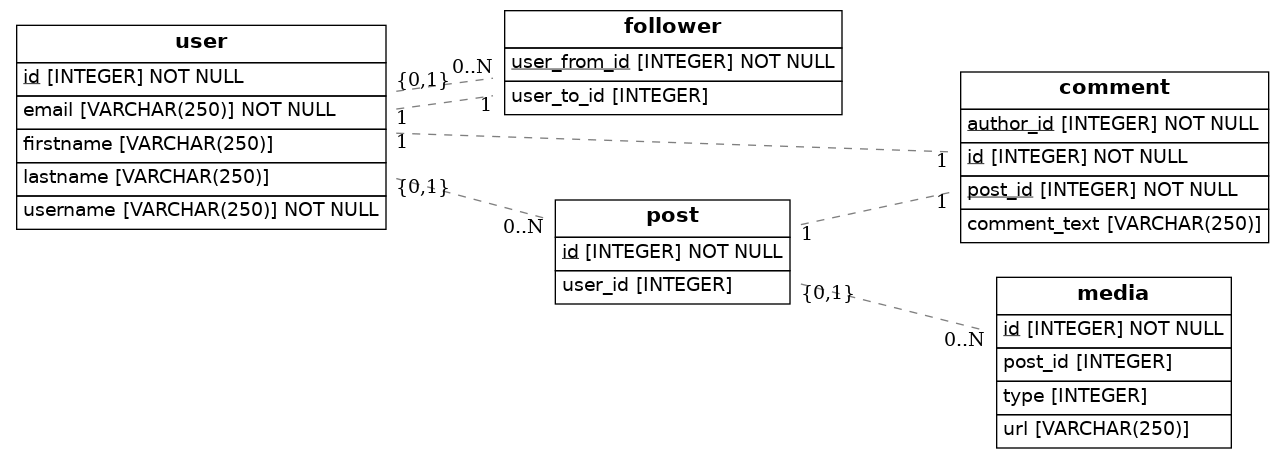 user
id [INTEGER] NOT NULL
email [VARCHAR(250)] NOT NULL
firstname [VARCHAR(250)]
lastname [VARCHAR(250)]
username [VARCHAR(250)] NOT NULL
{0,1}
0..N
1
1
1
1
{0,1}
0..N
follower
user_from_id [INTEGER] NOT NULL
user_to_id [INTEGER]
post
id [INTEGER] NOT NULL
user_id [INTEGER]
1
1
{0,1}
0..N
comment
author_id [INTEGER] NOT NULL
id [INTEGER] NOT NULL
post_id [INTEGER] NOT NULL
comment_text [VARCHAR(250)]
media
id [INTEGER] NOT NULL
post_id [INTEGER]
type [INTEGER]
url [VARCHAR(250)]